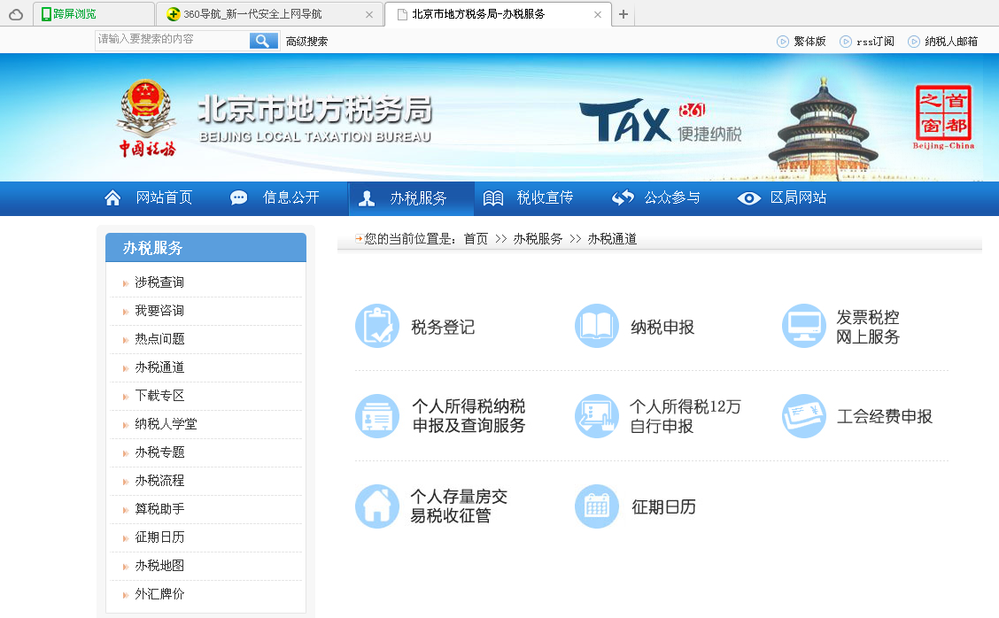 跨屏浏览
360导航_新一代安全上网导航
北京市地方税务局-办税服务
请输入要搜索的内容
高级搜索
繁体版
rss订阅
纳税人邮箱
中国税务
北京市地方税务局
BEIJING LOCAL TAXATION BUREAU
TAX861
便捷纳税
首都之窗
Beijing-China
网站首页
信息公开
办税服务
税收宣传
公众参与
区局网站
办税服务
涉税查询
我要咨询
热点问题
办税通道
下载专区
纳税人学堂
办税专题
办税流程
算税助手
征期日历
办税地图
外汇牌价
您的当前位置是：首页 >> 办税服务 >> 办税通道
税务登记
纳税申报
发票税控
网上服务
个人所得税纳税
申报及查询服务
个人所得税12万
自行申报
工会经费申报
个人存量房交
易税收征管
征期日历